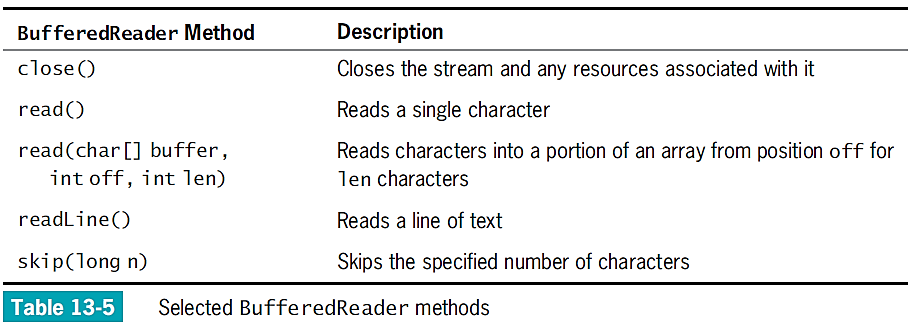 BufferedReader Method Description
close() Closes the stream and any resources associated with it
read() Reads a single character
read(char[] buffer, Reads characters into a portion of an array from position off for
int off, int len) len characters
readLine() Reads a line of text
skip(long n) Skips the specified number of characters
Table 13-5 Selected BufferedReader methods